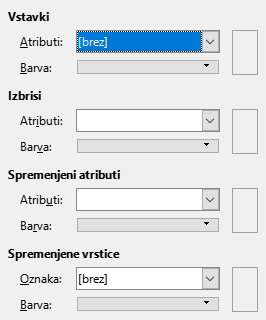 Vstavki
Atributi: [brez]
Barva:
Izbrisi
Atributi:
Barva:
Spremenjeni atributi
Atributi:
Barva:
Spremenjene vrstice
Oznaka: [brez]
Barva: